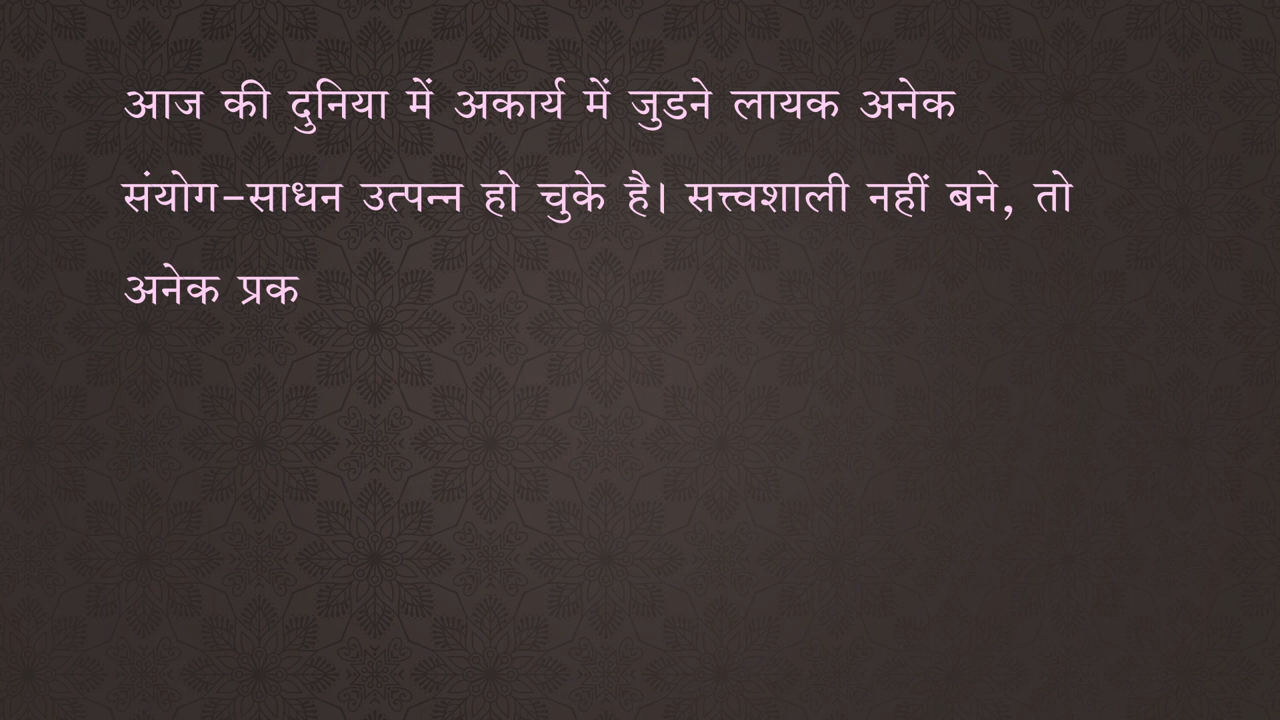 आज की दुनिया में अकार्य में जुडने लायक अनेक
संयोग-साधन उत्पन्न हो चुके है। सत्त्वशाली नहीं बने, तो
अनेक प्रक